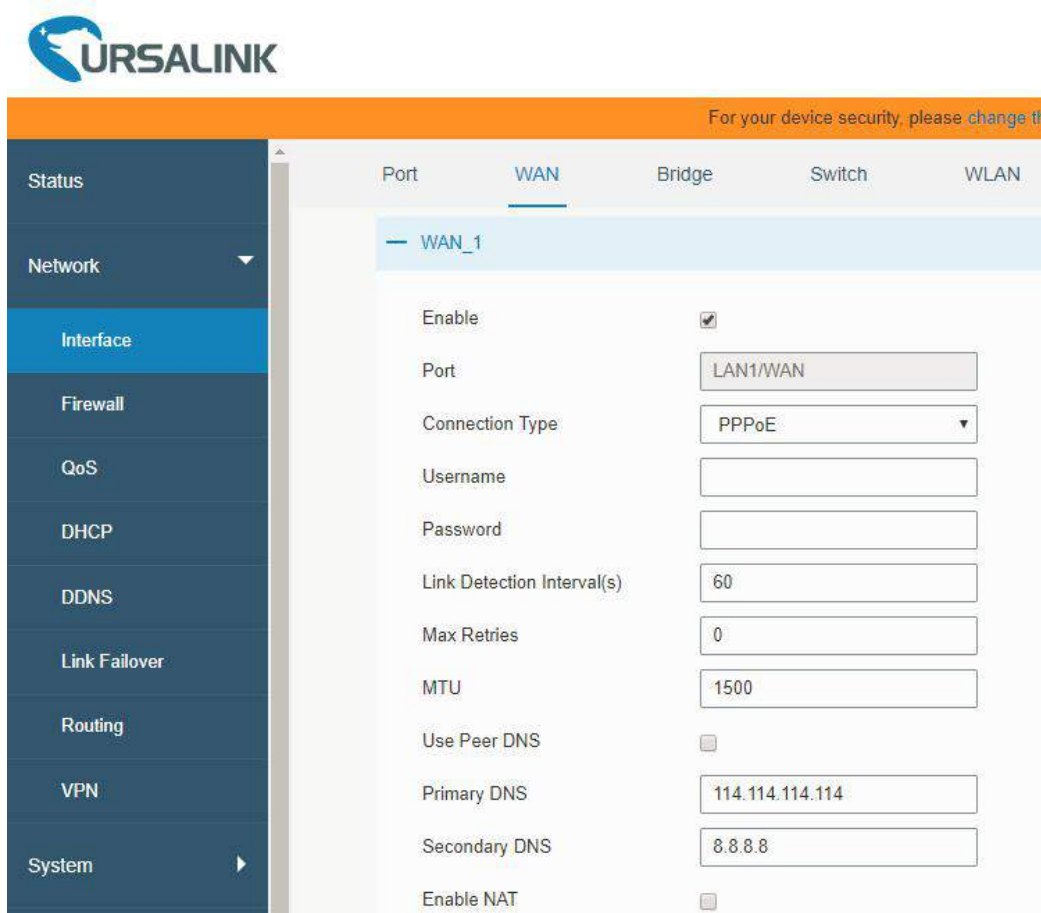 URSALINK
For your device security, please change th
Status
Network
Interface
Firewall
QoS
DHCP
DDNS
Link Failover
Routing
VPN
System
Port WAN Bridge Switch WLAN
— WAN_1
Enable
Port LAN1/WAN
Connection Type PPPoE
Username
Password
Link Detection Interval(s) 60
Max Retries 0
MTU 1500
Use Peer DNS
Primary DNS 114.114.114.114
Secondary DNS 8.8.8.8
Enable NAT